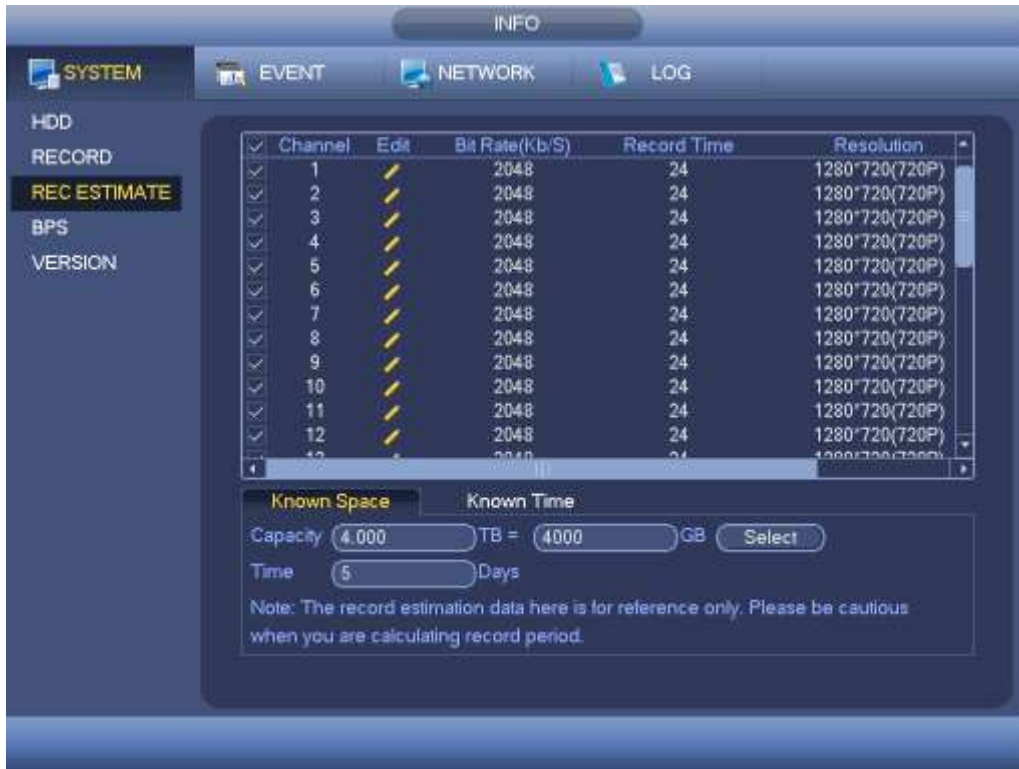 INFO
SYSTEM EVENT NETWORK LOG
HDD
RECORD
REC ESTIMATE
BPS
VERSION
Channel Edit Bit Rate(Kb/S) Record Time Resolution
1 2048 24 1280*720(720P)
2 2048 24 1280*720(720P)
3 2048 24 1280*720(720P)
4 2048 24 1280*720(720P)
5 2048 24 1280*720(720P)
6 2048 24 1280*720(720P)
7 2048 24 1280*720(720P)
8 2048 24 1280*720(720P)
9 2048 24 1280*720(720P)
10 2048 24 1280*720(720P)
11 2048 24 1280*720(720P)
12 2048 24 1280*720(720P)
Known Space Known Time
Capacity 4.000 TB = 4000 GB Select
Time 5 Days
Note: The record estimation data here is for reference only. Please be cautious
when you are calculating record period.